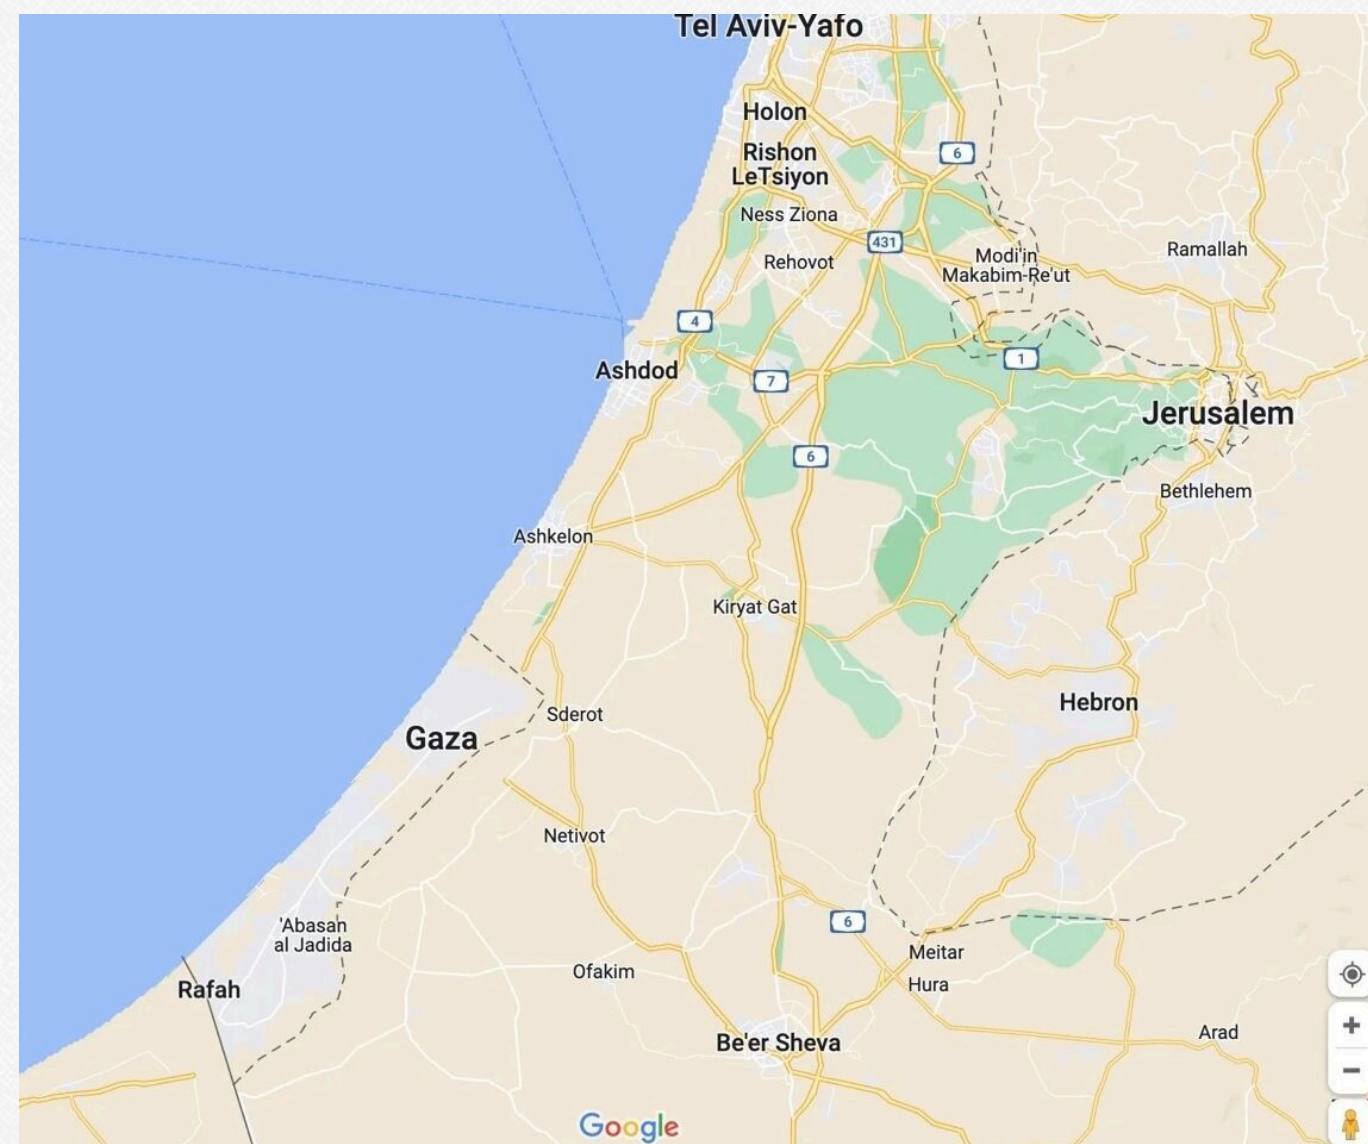 Tel Aviv-Yafo
Holon
6
Rishon
LeTsiyon
Ness Ziona
431
Ramallah
Modi'in
Makabim-Re'ut
Rehovot
4
1
Ashdod
7
Jerusalem
6
Bethlehem
Ashkelon
Kiryat Gat
Hebron
Sderot
Gaza
Netivot
6
'Abasan
al Jadida
Meitar
Ofakim
Hura
Rafah
Arad
Be'er Sheva
Google